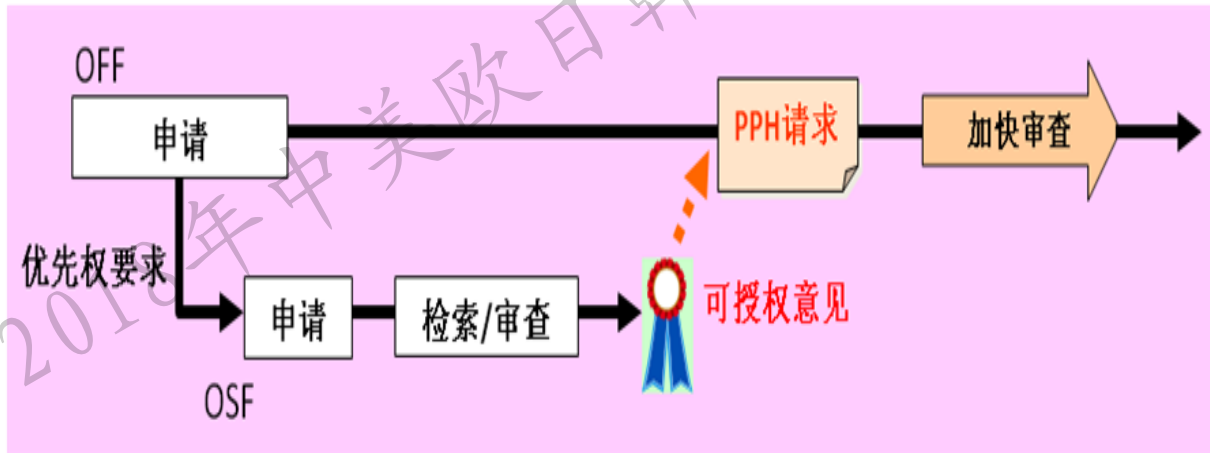 OFF
申请
PPH请求
加快审查
优先权要求
申请
检索/审查
可授权意见
OSF
2018年中美欧日韩